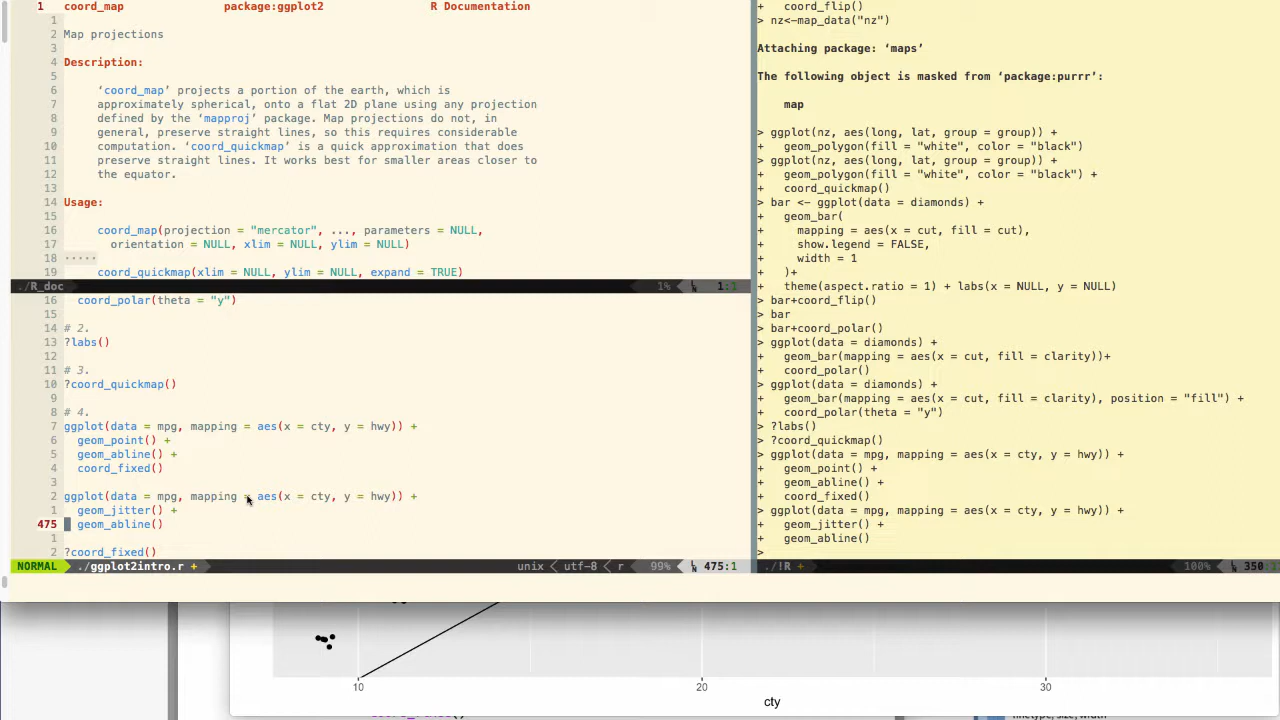 1 coord_map package:ggplot2 R Documentation
1
2 Map projections
3
4 Description:
5
6 ‘coord_map’ projects a portion of the earth, which is
7 approximately spherical, onto a flat 2D plane using any projection
8 defined by the ‘mapproj’ package. Map projections do not, in
9 general, preserve straight lines, so this requires considerable
10 computation. ‘coord_quickmap’ is a quick approximation that does
11 preserve straight lines. It works best for smaller areas closer to
12 the equator.
13
14 Usage:
15
16 coord_map(projection = "mercator", ..., parameters = NULL,
17 orientation = NULL, xlim = NULL, ylim = NULL)
18 ·····
19 coord_quickmap(xlim = NULL, ylim = NULL, expand = TRUE)
./R_doc 1% 1:1
16 coord_polar(theta = "y")
15
14 # 2.
13 ?labs()
12
11 # 3.
10 ?coord_quickmap()
9
8 # 4.
7 ggplot(data = mpg, mapping = aes(x = cty, y = hwy)) +
6 geom_point() +
5 geom_abline() +
4 coord_fixed()
3
2 ggplot(data = mpg, mapping = aes(x = cty, y = hwy)) +
1 geom_jitter() +
475 geom_abline()
1
2 ?coord_fixed()
NORMAL ./ggplot2intro.r + unix < utf-8 < r 99% 475:1
+ coord_flip()
> nz<-map_data("nz")
Attaching package: ‘maps’
The following object is masked from ‘package:purrr’:
map
> ggplot(nz, aes(long, lat, group = group)) +
+ geom_polygon(fill = "white", color = "black")
> ggplot(nz, aes(long, lat, group = group)) +
+ geom_polygon(fill = "white", color = "black") +
+ coord_quickmap()
> bar <- ggplot(data = diamonds) +
+ geom_bar(
+ mapping = aes(x = cut, fill = cut),
+ show.legend = FALSE,
+ width = 1
+ )+
+ theme(aspect.ratio = 1) + labs(x = NULL, y = NULL)
> bar+coord_flip()
> bar
> bar+coord_polar()
> ggplot(data = diamonds) +
+ geom_bar(mapping = aes(x = cut, fill = clarity))+
+ coord_polar()
> ggplot(data = diamonds) +
+ geom_bar(mapping = aes(x = cut, fill = clarity), position = "fill") +
+ coord_polar(theta = "y")
> ?labs()
> ?coord_quickmap()
> ggplot(data = mpg, mapping = aes(x = cty, y = hwy)) +
+ geom_point() +
+ geom_abline() +
+ coord_fixed()
> ggplot(data = mpg, mapping = aes(x = cty, y = hwy)) +
+ geom_jitter() +
+ geom_abline()
>
./!R + 100% 350:
10 20 30
cty